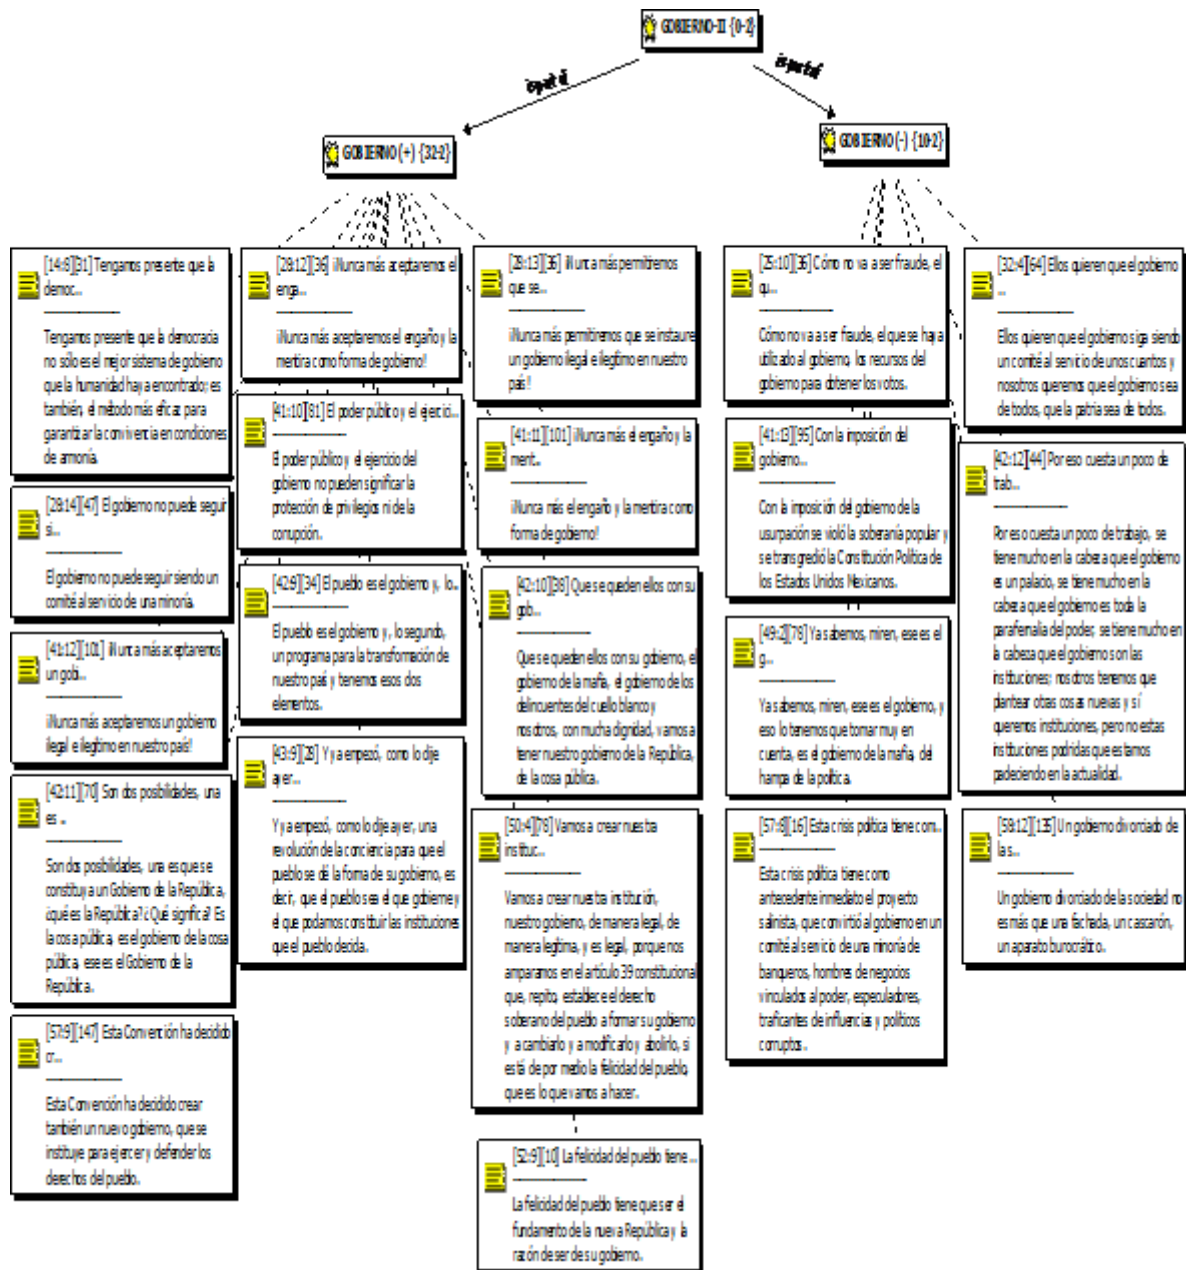 GOBIERNO-II {0-2}
is part of
is part of
GOBIERNO (+) {32-2}
GOBIERNO (-) {10-2}
[14:8][31] Tengamos presente que la
democ...
Tengamos presente que la democracia
no sólo es el mejor sistema de gobierno
que la humanidad haya encontrado; es
también, el método más eficaz para
garantizar la convivencia en condiciones
de armonía.
[28:14][47] El gobierno no puede seguir
si...
El gobierno no puede seguir siendo un
comité al servicio de una minoría.
[41:12][101] ¡Nunca más aceptaremos
un gobi...
¡Nunca más aceptaremos un gobierno
ilegal e ilegítimo en nuestro país!
[42:11][70] Son dos posibilidades, una
es ..
Son dos posibilidades, una es que se
constituya un Gobierno de la República,
¿qué es la República? ¿Qué significa? Es
la cosa pública, es el gobierno de la cosa
pública, ese es el Gobierno de la
República..
[57:9][147] Esta Convención ha decidido
cr...
Esta Convención ha decidido crear
también un nuevo gobierno, que se
instituye para ejercer y defender los
derechos del pueblo..
[28:12][36] ¡Nunca más aceptaremos el
enga...
¡Nunca más aceptaremos el engaño y la
mentira como forma de gobierno!
[41:10][91] El poder público y el ejercici...
El poder público y el ejercicio del
gobierno no pueden significar la
protección de privilegios ni de la
corrupción.
[42:9][34] El pueblo es el gobierno y, lo...
El pueblo es el gobierno y, lo segundo,
un programa para la transformación de
nuestro país y tenemos esos dos
elementos.
[43:9][29] Y ya empezó, como lo dije
ayer...
Y ya empezó, como lo dije ayer, una
revolución de la conciencia para que el
pueblo se dé la forma de su gobierno, es
decir, que el pueblo sea el que gobierne y
el que podamos constituir las instituciones
que el pueblo decida.
[28:13][36] ¡Nunca más permitiremos
que se...
¡Nunca más permitiremos que se instaure
un gobierno ilegal e ilegítimo en nuestro
país!
[41:11][101] ¡Nunca más el engaño y la
ment..
¡Nunca más el engaño y la mentira como
forma de gobierno!
[42:10][38] Que se queden ellos con su
gob...
Que se queden ellos con su gobierno, el
gobierno de la mafia, el gobierno de los
delincuentes del cuello blanco y
nosotros, con mucha dignidad, vamos a
tener nuestro gobierno de la República,
de la cosa pública.
[50:4][78] Vamos a crear nuestra
instituc...
Vamos a crear nuestra institución,
nuestro gobierno, de manera legal, de
manera legítima, y es legal, porque nos
amparamos en el artículo 39 constitucional
que, repito, establece el derecho
soberano del pueblo a formar su gobierno
y a cambiarlo y a modificarlo y abolirlo, si
está de por medio la felicidad del pueblo,
que es lo que vamos a hacer..
[52:9][10] La felicidad del pueblo tiene ...
La felicidad del pueblo tiene que ser el
fundamento de la nueva República y la
razón de ser de su gobierno..
[25:10][36] Cómo no va a ser fraude, el
qu...
Cómo no va a ser fraude, el que se haya
utilizado al gobierno, los recursos del
gobierno para obtener los votos.
[41:13][95] Con la imposición del
gobierno...
Con la imposición del gobierno de la
usurpación se violó la soberanía popular y
se transgredió la Constitución Política de
los Estados Unidos Mexicanos.
[49:2][78] Ya sabemos, miren, ese es el
g...
Ya sabemos, miren, ese es el gobierno, y
eso lo tenemos que tomar muy en
cuenta, es el gobierno de la mafia, del
hampa de la política.
[57:8][16] Esta crisis política tiene com...
Esta crisis política tiene como
antecedente inmediato el proyecto
salinista, que convirtió al gobierno en un
comité al servicio de una minoría de
banqueros, hombres de negocios
vinculados al poder, especuladores,
traficantes de influencias y políticos
corruptos..
[32:4][64] Ellos quieren que el gobierno
...
Ellos quieren que el gobierno siga siendo
un comité al servicio de unos cuantos y
nosotros queremos que el gobierno sea
de todos, que la patria sea de todos.
[42:12][44] Por eso cuesta un poco de
trab...
Por eso cuesta un poco de trabajo, se
tiene mucho en la cabeza que el gobierno
es un palacio, se tiene mucho en la
cabeza que el gobierno es toda la
parafernalia del poder; se tiene mucho en
la cabeza que el gobierno son las
instituciones; nosotros tenemos que
plantear otras cosas nuevas y sí
queremos instituciones, pero no estas
instituciones podridas que estamos
padeciendo en la actualidad..
[58:12][135] Un gobierno divorciado de
la s...
Un gobierno divorciado de la sociedad no
es más que una fachada, un cascarón,
un aparato burocrático..